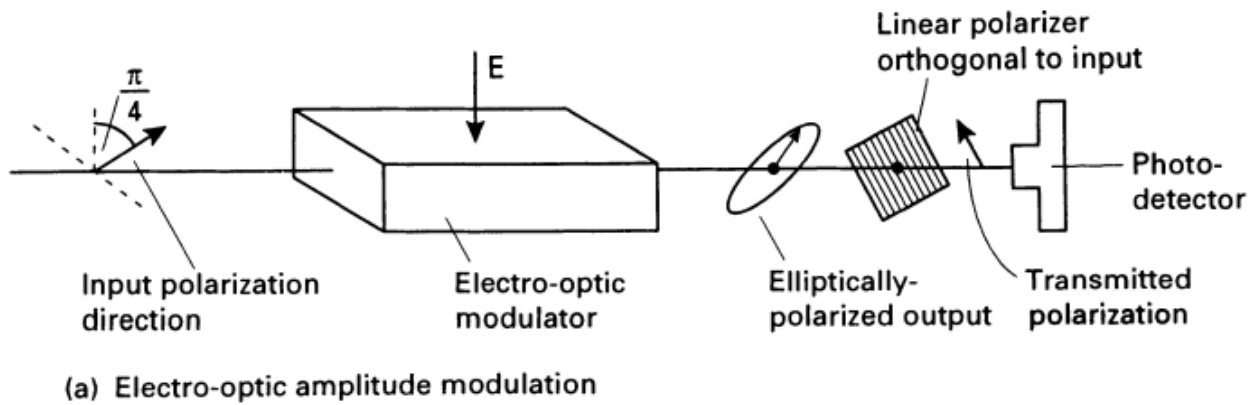 Linear polarizer
orthogonal to input
π
4
E
Photo-
detector
Input polarization
direction
Electro-optic
modulator
Elliptically-
polarized output
Transmitted
polarization
(a) Electro-optic amplitude modulation